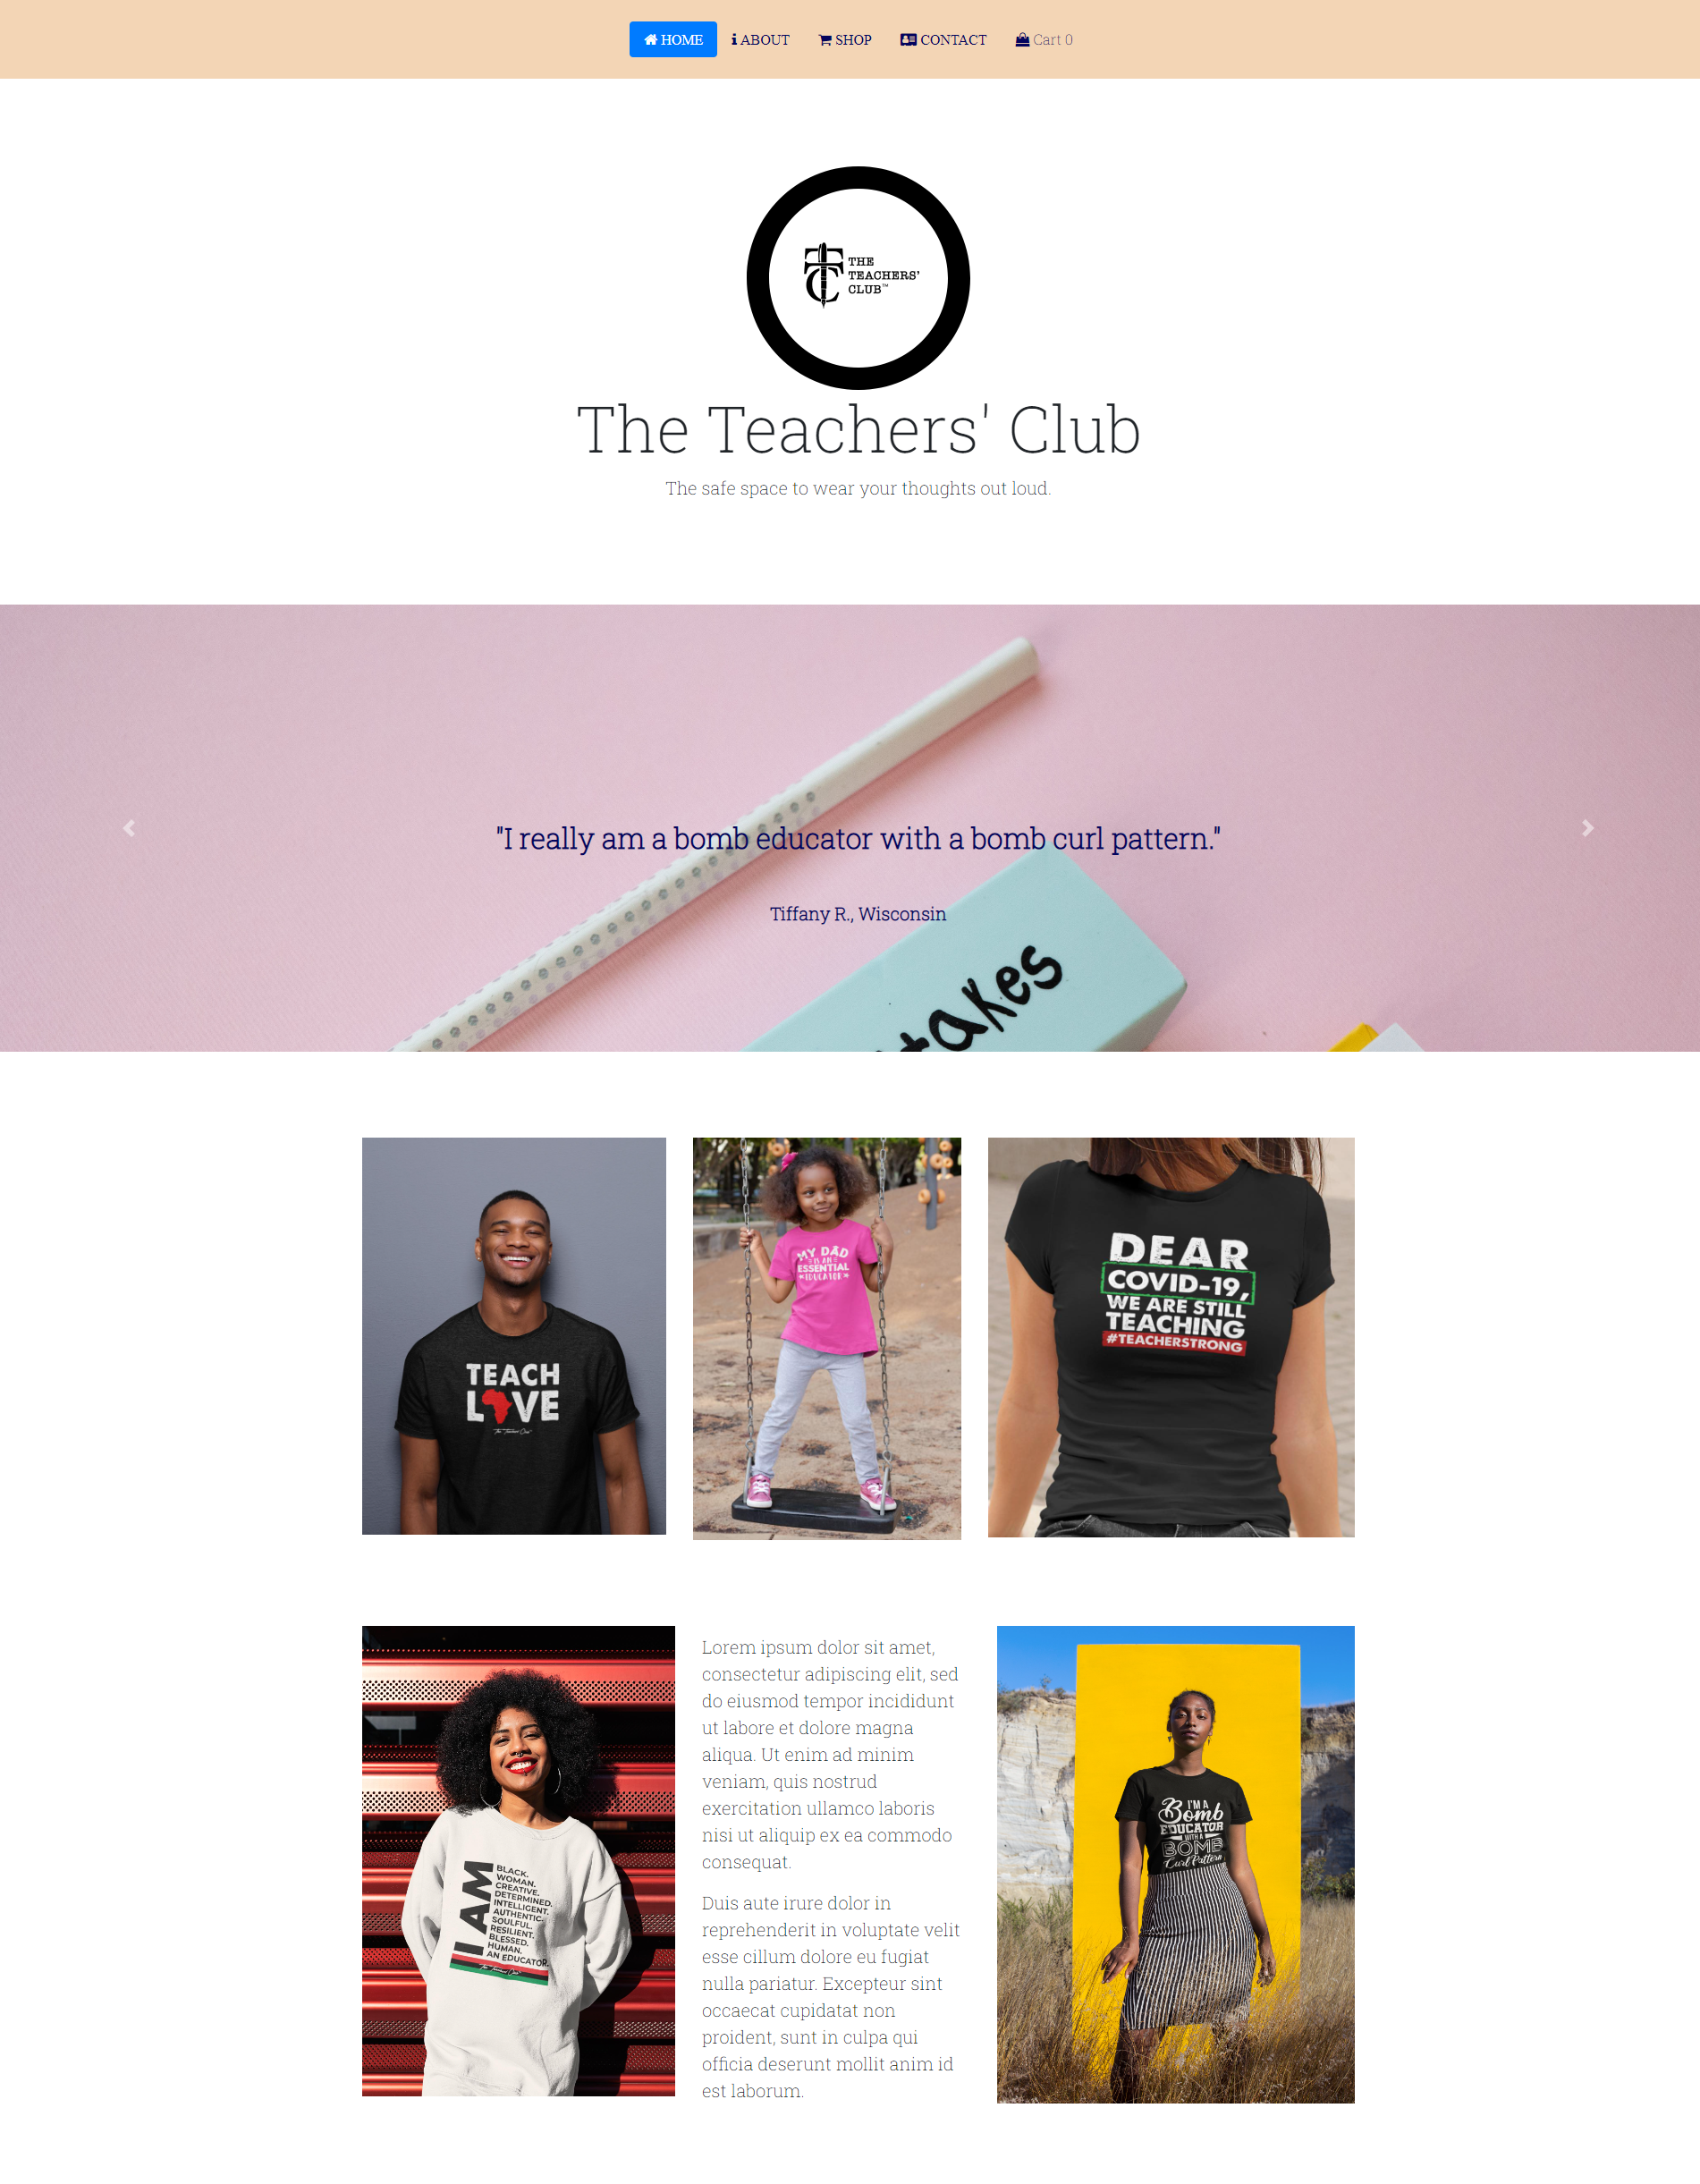 HOME ABOUT SHOP CONTACT Cart 0
THE
TEACHERS'
CLUB™
The Teachers' Club
The safe space to wear your thoughts out loud.
"I really am a bomb educator with a bomb curl pattern."
Tiffany R., Wisconsin
takes
TEACH
L VE
The Teachers' Club
MY DAD
IS AN
ESSENTIAL
EDUCATOR
DEAR
COVID-19,
WE ARE STILL
TEACHING
#TEACHERSTRONG
I AM
BLACK.
WOMAN.
CREATIVE.
DETERMINED.
INTELLIGENT.
AUTHENTIC.
SOULFUL.
RESILIENT.
BLESSED.
HUMAN.
AN EDUCATOR.
The Teachers' Club
Lorem ipsum dolor sit amet,
consectetur adipiscing elit, sed
do eiusmod tempor incididunt
ut labore et dolore magna
aliqua. Ut enim ad minim
veniam, quis nostrud
exercitation ullamco laboris
nisi ut aliquip ex ea commodo
consequat.
Duis aute irure dolor in
reprehenderit in voluptate velit
esse cillum dolore eu fugiat
nulla pariatur. Excepteur sint
occaecat cupidatat non
proident, sunt in culpa qui
officia deserunt mollit anim id
est laborum.
I'M A
Bomb
EDUCATOR
WITH A
BOMB
Curl Pattern